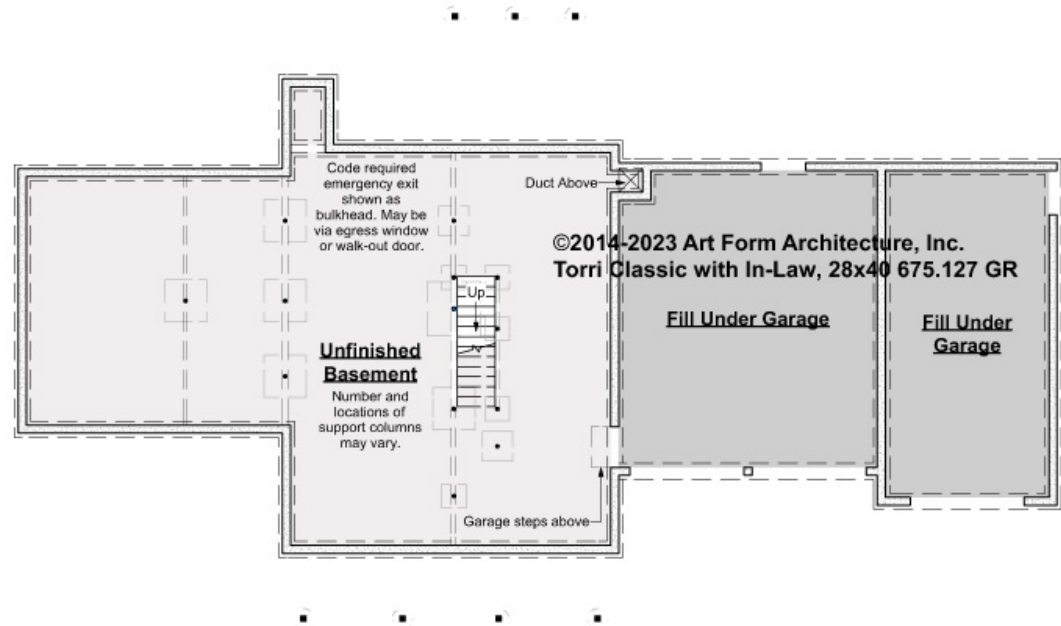 Code required
emergency exit
shown as
bulkhead. May be
via egress window
or walk-out door.
Duct Above
©2014-2023 Art Form Architecture, Inc.
Torri Classic with In-Law, 28x40 675.127 GR
Up
Fill Under Garage
Fill Under
Garage
Unfinished
Basement
Number and
locations of
support columns
may vary.
Garage steps above